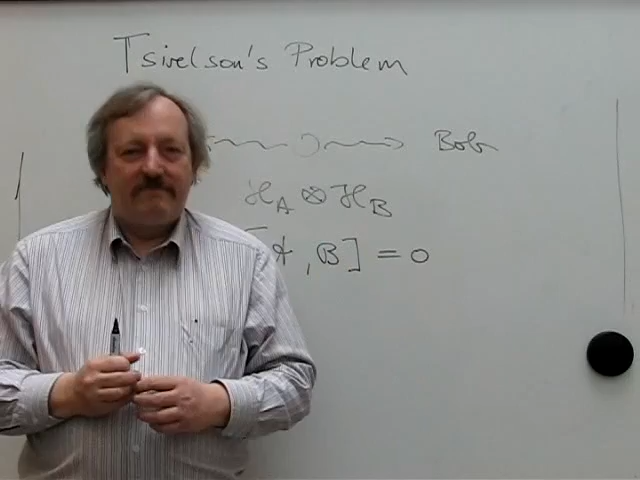 Tsirelson's Problem
Bob
ℋ_A ⊗ ℋ_B
[A, B] = 0